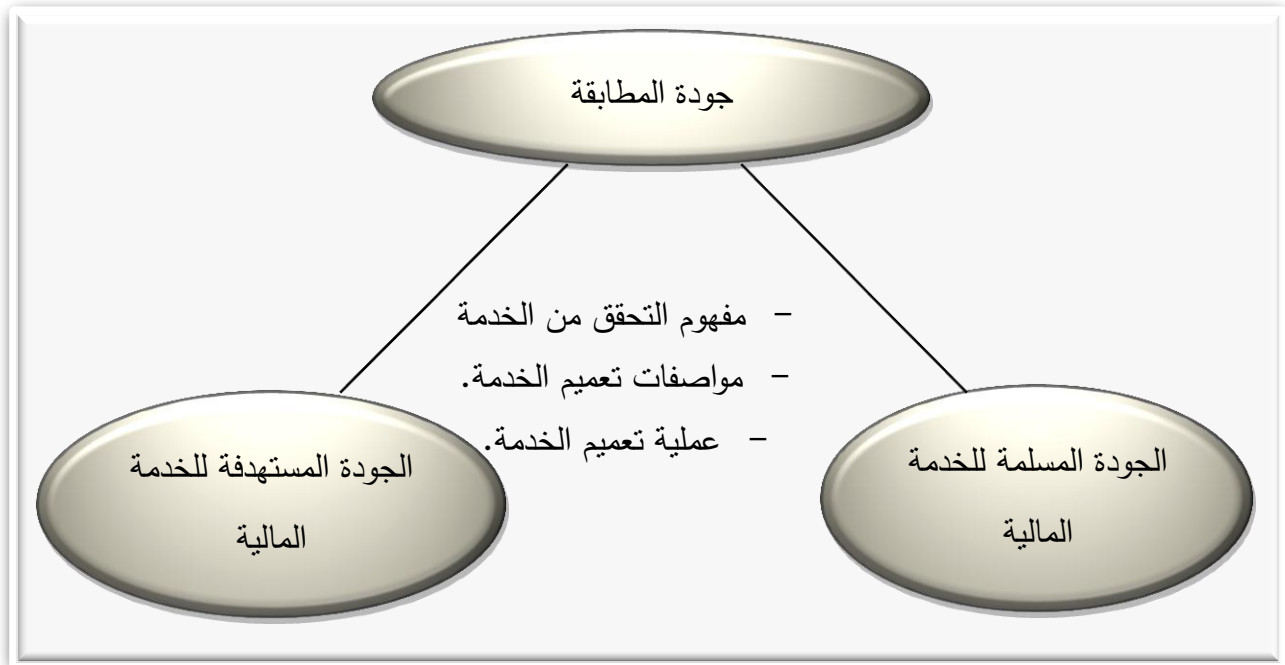 جودة المطابقة
- مفهوم التحقق من الخدمة
- مواصفات تعميم الخدمة.
- عملية تعميم الخدمة.
الجودة المسلمة للخدمة
المالية
الجودة المستهدفة للخدمة
المالية